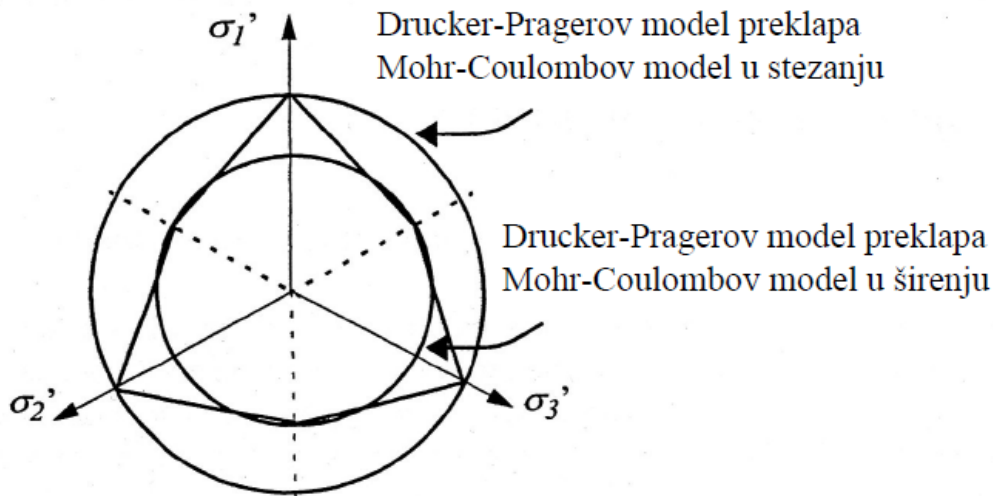 σ1’
Drucker-Pragerov model preklapa
Mohr-Coulombov model u stezanju
Drucker-Pragerov model preklapa
Mohr-Coulombov model u širenju
σ2’
σ3’